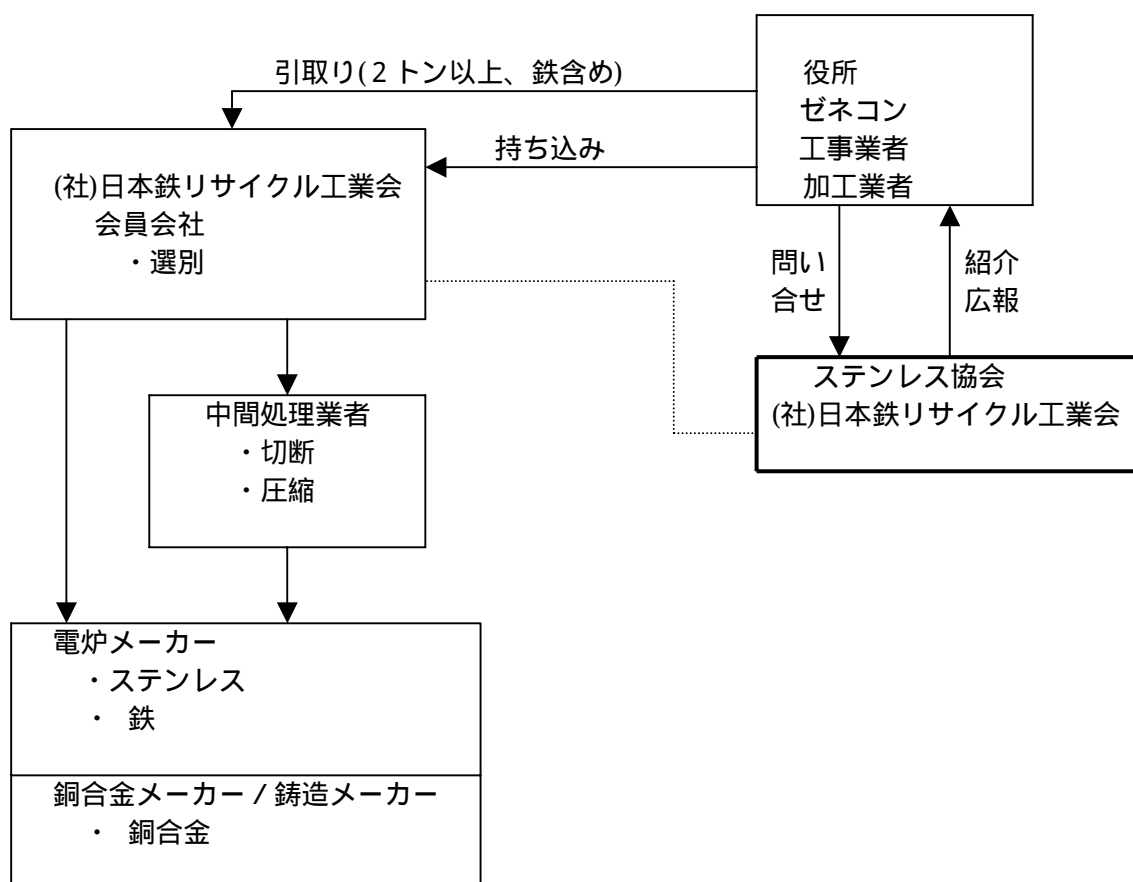 引取り(２トン以上、鉄含め)
役所
ゼネコン
工事業者
加工業者
持ち込み
(社)日本鉄リサイクル工業会
会員会社
・選別
問い
合せ
紹介
広報
ステンレス協会
(社)日本鉄リサイクル工業会
中間処理業者
・切断
・圧縮
電炉メーカー
・ステンレス
・ 鉄
銅合金メーカー / 鋳造メーカー
・ 銅合金